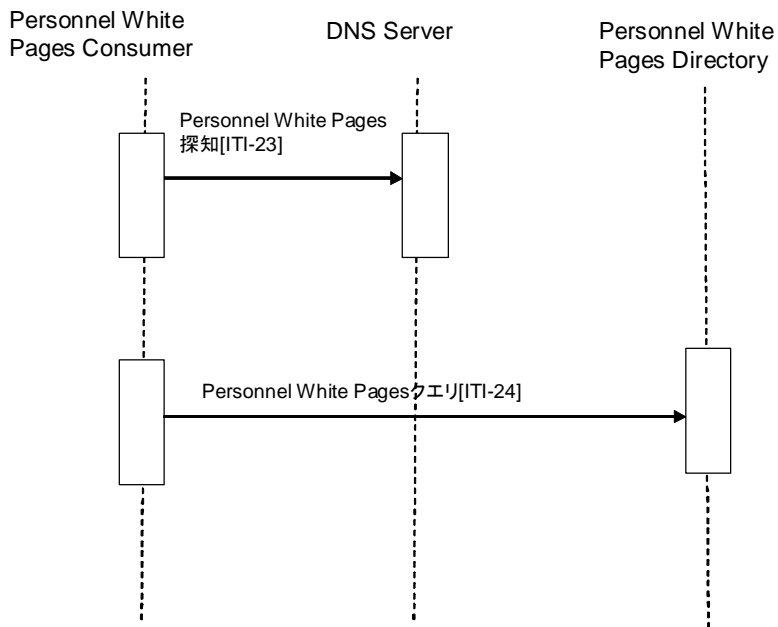 Personnel White
Pages Consumer
DNS Server
Personnel White
Pages Directory
Personnel White Pages
探知[ITI-23]
Personnel White Pagesクエリ[ITI-24]